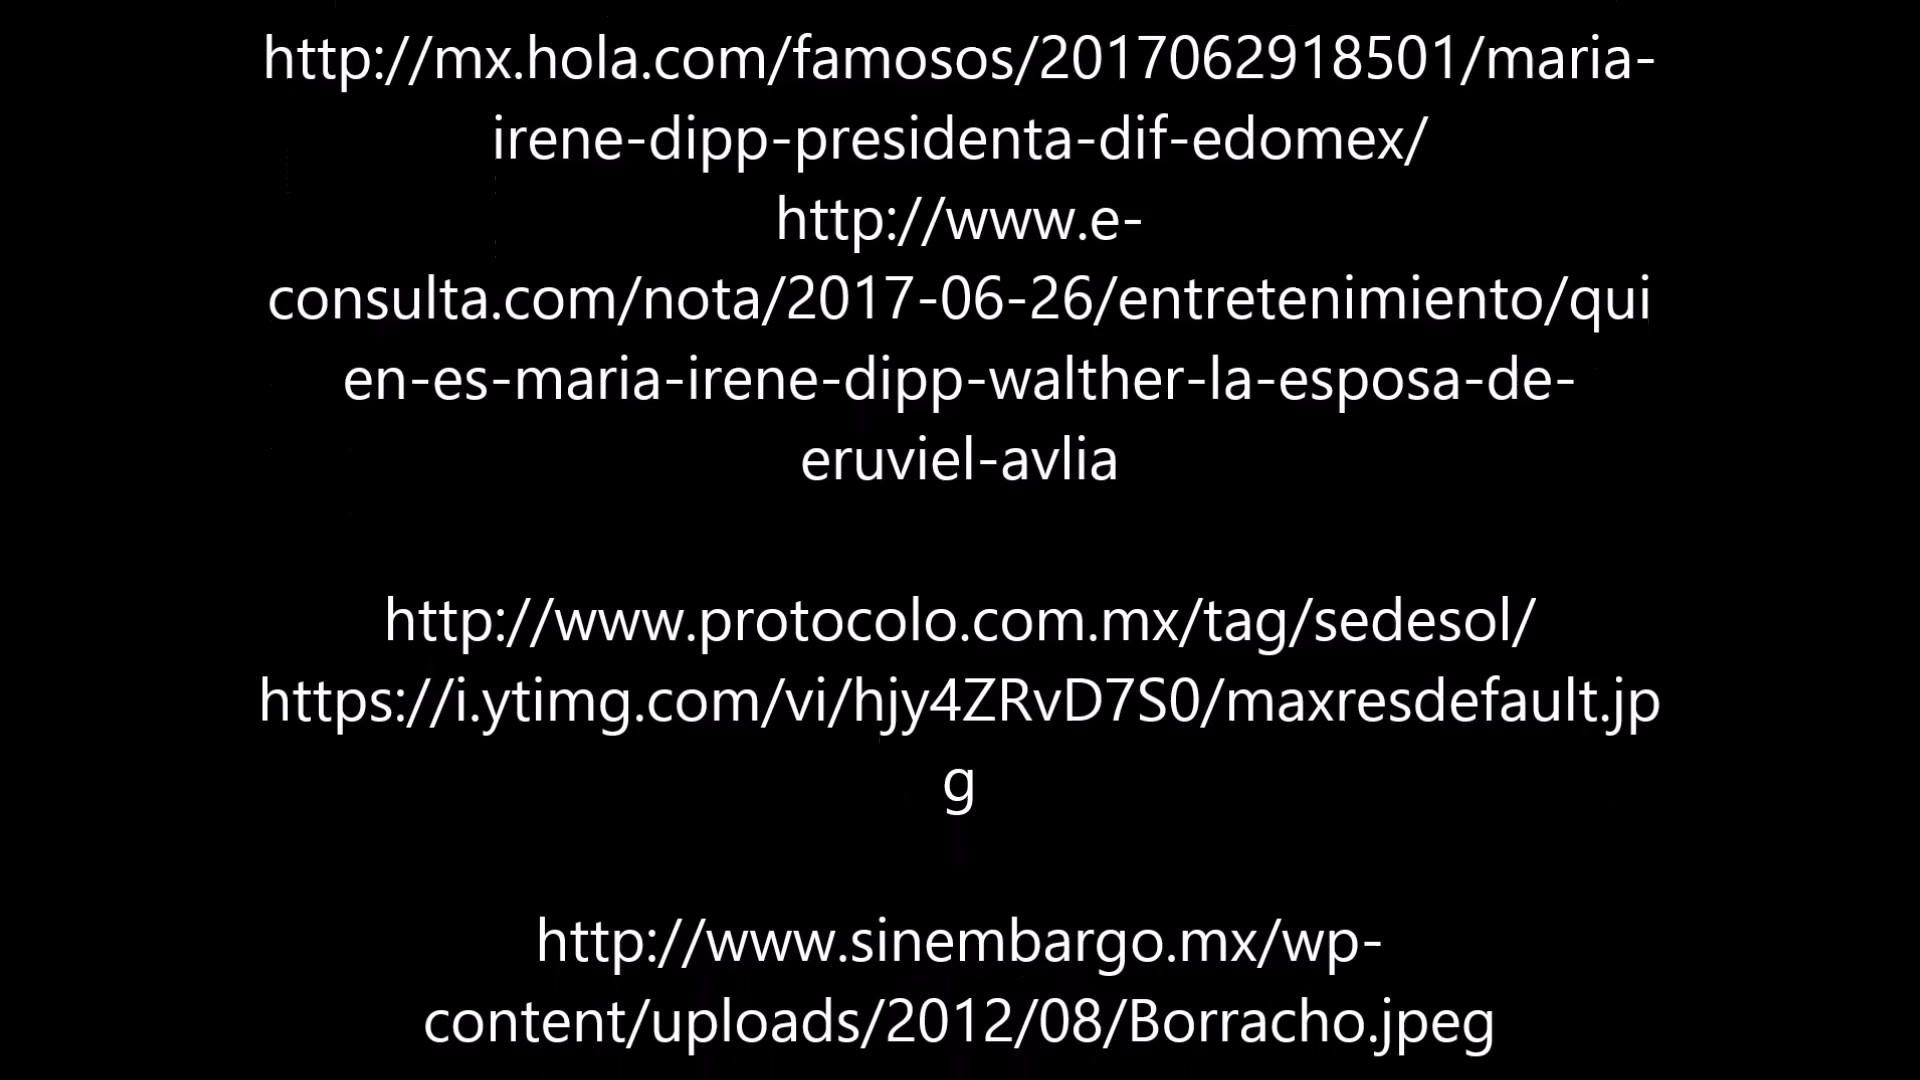 http://mx.hola.com/famosos/2017062918501/maria-
irene-dipp-presidenta-dif-edomex/
http://www.e-
consulta.com/nota/2017-06-26/entretenimiento/qui
en-es-maria-irene-dipp-walther-la-esposa-de-
eruviel-avlia
http://www.protocolo.com.mx/tag/sedesol/
https://i.ytimg.com/vi/hjy4ZRvD7S0/maxresdefault.jp
g
http://www.sinembargo.mx/wp-
content/uploads/2012/08/Borracho.jpeg